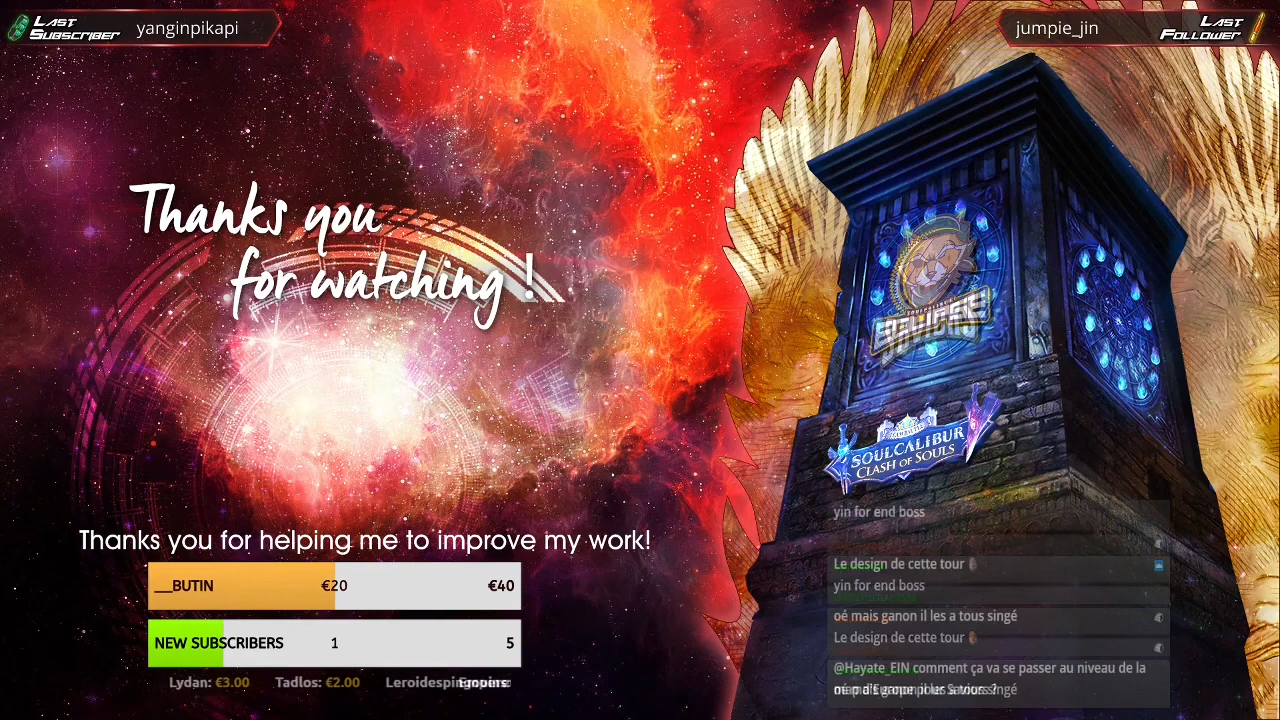 Last
Subscriber
yanginpikapi
jumpie_jin
Last
Follower
Thanks you
for watching !
SAVAGE
SOULCALIBUR
CLASH OF SOULS
Thanks you for helping me to improve my work!
__BUTIN €20 €40
NEW SUBSCRIBERS 1 5
Lydan: €3.00 Tadlos: €2.00
yin for end boss
Le design de cette tour
yin for end boss
oé mais ganon il les a tous singé
Le design de cette tour
@Hayate_EIN comment ça va se passer au niveau de la